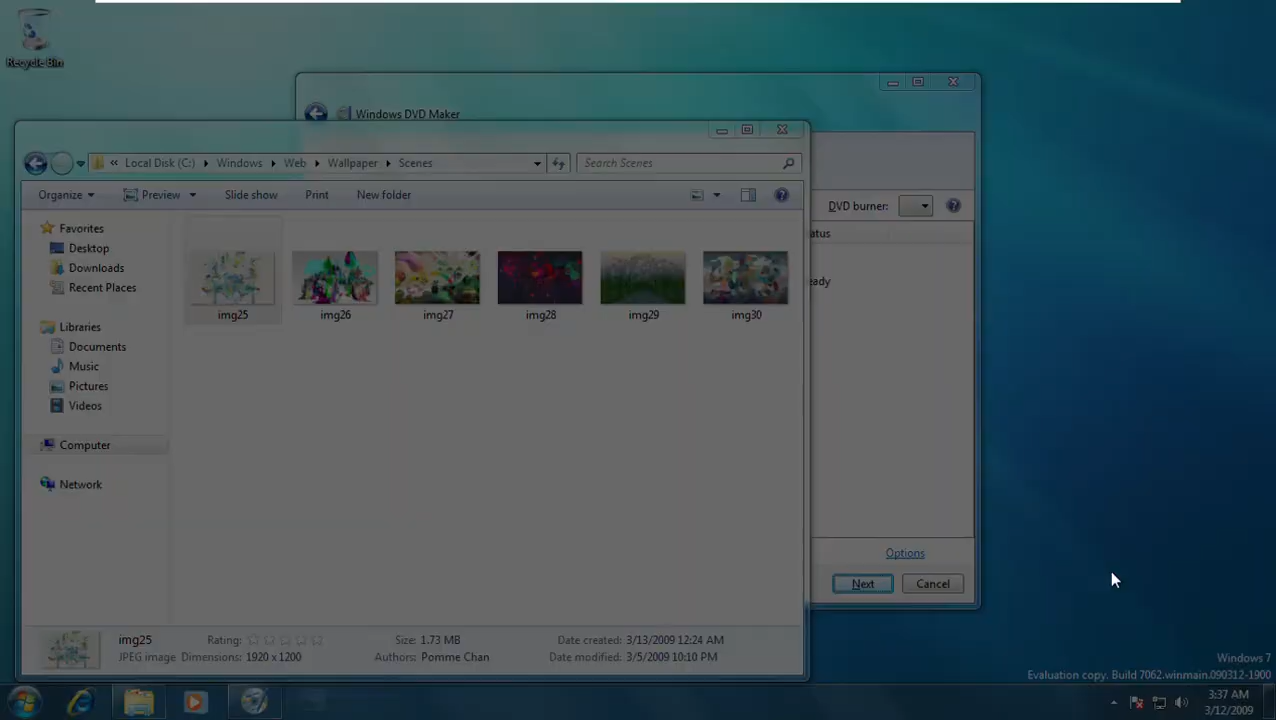 Recycle Bin
Windows DVD Maker
« Local Disk (C:) Windows Web Wallpaper Scenes
Search Scenes
Organize Preview Slide show Print New folder
DVD burner:
Favorites
Desktop
Downloads
Recent Places
Libraries
Documents
Music
Pictures
Videos
Computer
Network
img25 img26 img27 img28 img29 img30
atus
eady
Options
Next Cancel
img25 Rating: Size: 1.73 MB Date created: 3/13/2009 12:24 AM
JPEG image Dimensions: 1920 x 1200 Authors: Pomme Chan Date modified: 3/5/2009 10:10 PM
Windows 7
Evaluation copy. Build 7062.winmain.090312-1900
3:37 AM
3/12/2009